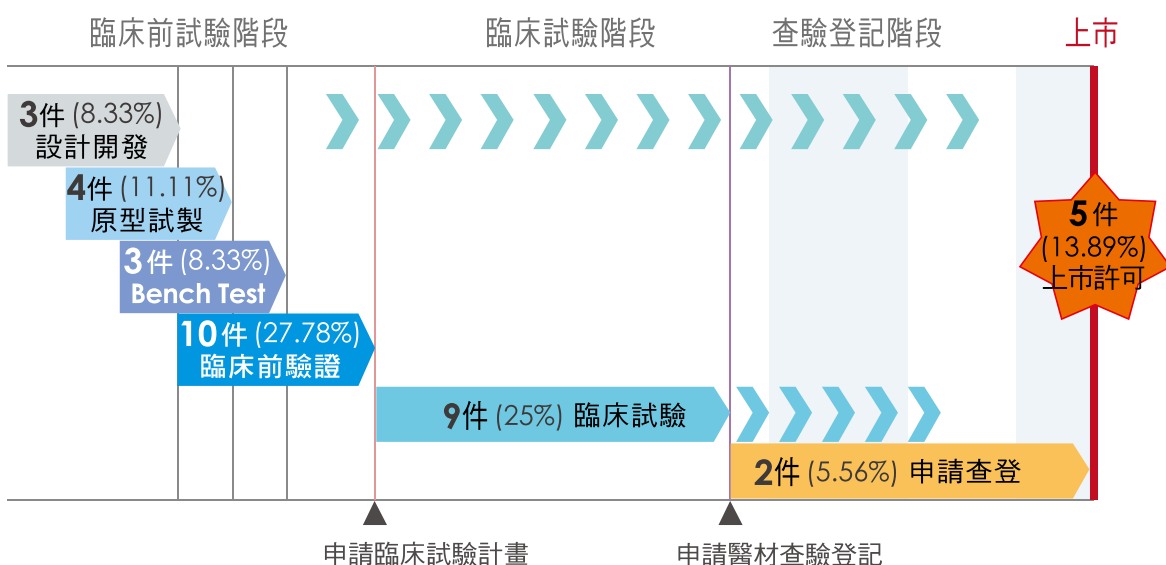 臨床前試驗階段
臨床試驗階段
查驗登記階段
上市
3件 (8.33%)
設計開發
4件 (11.11%)
原型試製
3件 (8.33%)
Bench Test
10件 (27.78%)
臨床前驗證
9件 (25%) 臨床試驗
2件 (5.56%) 申請查登
5件
(13.89%)
上市許可
申請臨床試驗計畫
申請醫材查驗登記